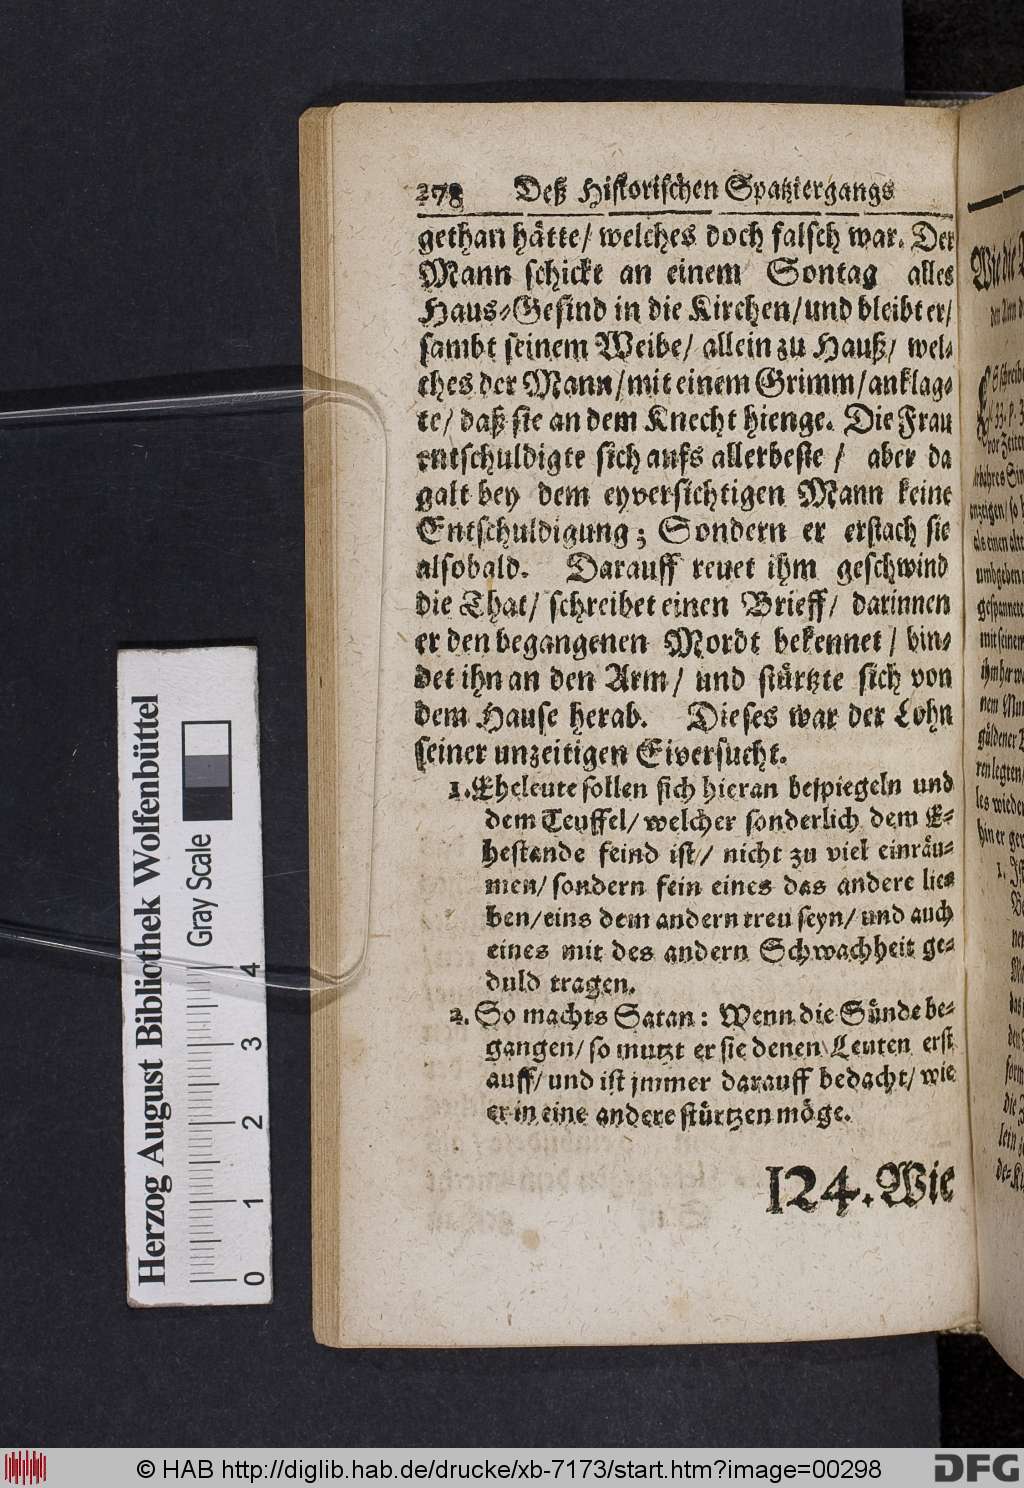 278 Deß Historischen Spatziergangs
gethan hätte/ welches doch falsch war. Der
Mann schickt an einem Sontag alles
Haus-Gesind in die Kirchen/ und bleibt er/
sambt seinem Weibe/ allein zu Hauß/ wel-
ches der Mann/ mit einem Grimm/ anklag-
te/ daß sie an dem Knecht hienge. Die Frau
entschuldigte sich aufs allerbeste/ aber da
galt bey dem eyversichtigen Mann keine
Entschuldigung; Sondern er erstach sie
alsobald. Darauff reuet ihm geschwind
die That/ schreibet einen Brieff/ darinnen
er den begangenen Mordt bekennet/ bin-
det ihn an den Arm/ und stürtzte sich von
dem Hause herab. Dieses war der Lohn
seiner unzeitigen Eiversucht.
1. Eheleute sollen sich hieran bespiegeln und
dem Teuffel/ welcher sonderlich dem E-
hestande feind ist// nicht zu viel einräu-
men/ sondern fein eines das andere lie-
ben/ eins dem andern treu seyn/ und auch
eines mit des andern Schwachheit ge-
duld tragen.
2. So machts Satan: Wenn die Sünde be-
gangen/ so mutzt er sie denen Leuten erst
auff/ und ist jmmer darauff bedacht/ wie
er in eine andere stürtzen möge.
124. Wie
Wie die
1.
Herzog August Bibliothek Wolfenbüttel
Gray Scale
0 1 2 3 4
© HAB http://diglib.hab.de/drucke/xb-7173/start.htm?image=00298
DFG